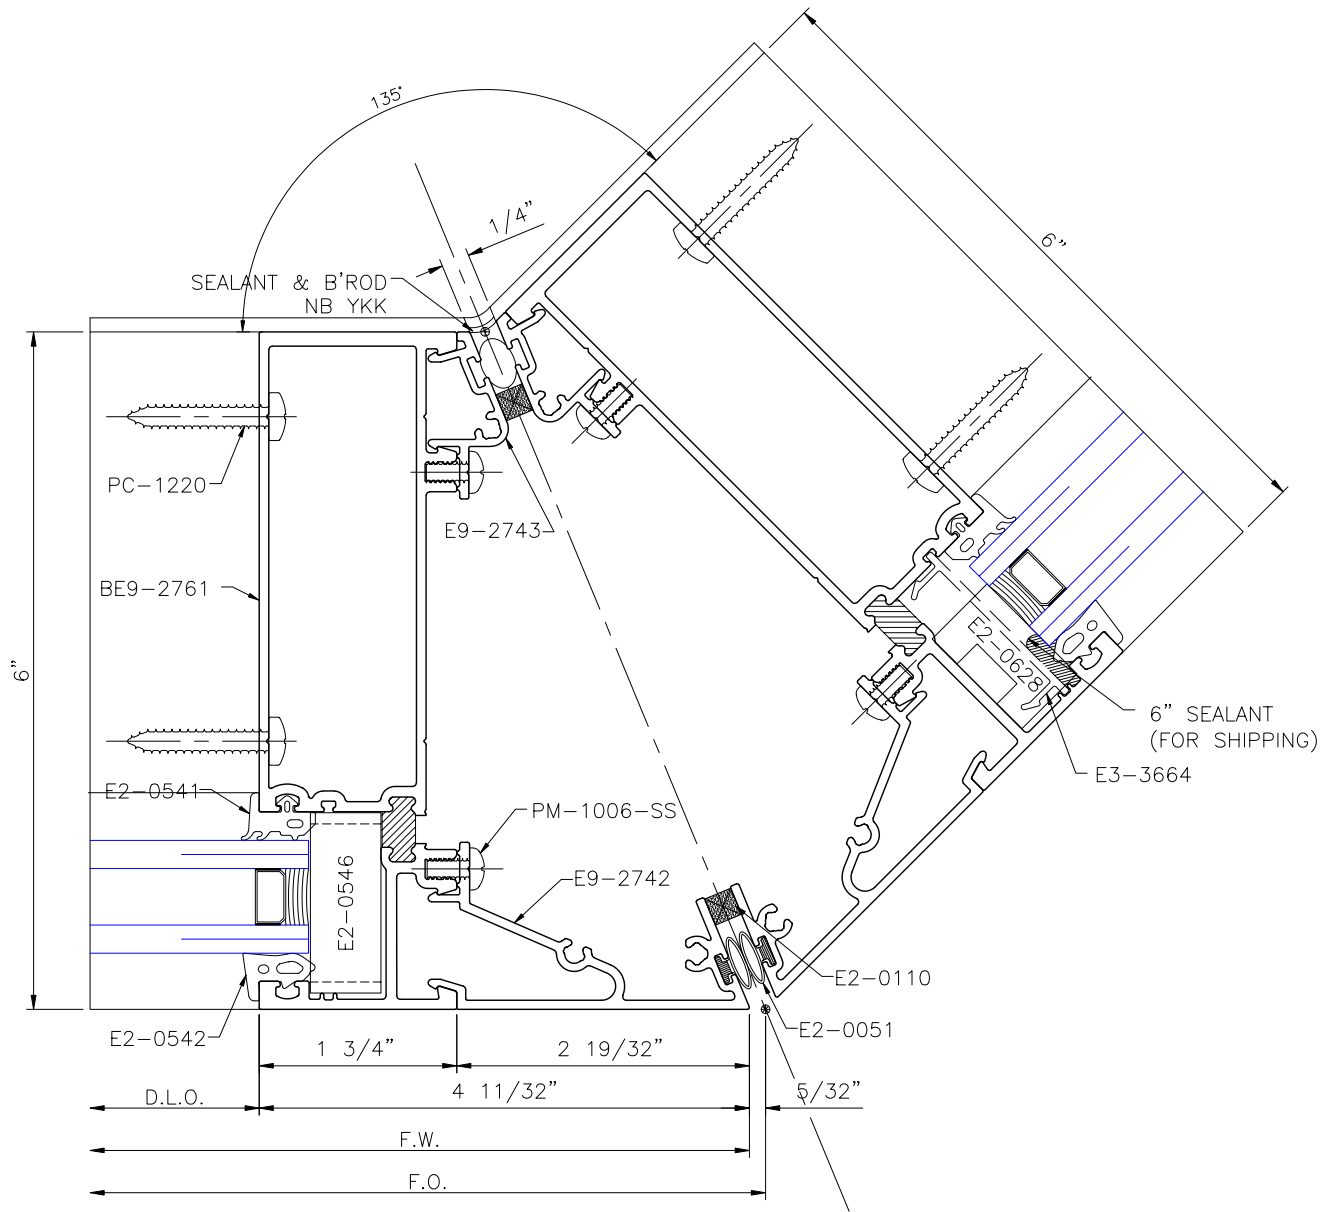 135°
1/4"
6"
SEALANT & B'ROD
NB YKK
PC-1220
E9-2743
BE9-2761
6"
E2-0628
6" SEALANT
(FOR SHIPPING)
E3-3664
E2-0541
PM-1006-SS
E9-2742
E2-0546
E2-0110
E2-0051
E2-0542
1 3/4"
2 19/32"
D.L.O.
4 11/32"
5/32"
F.W.
F.O.